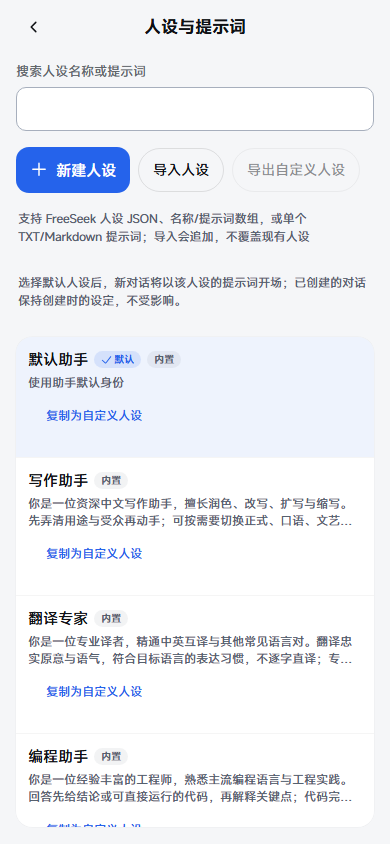 人设与提示词
搜索人设名称或提示词
新建人设
导入人设
导出自定义人设
支持 FreeSeek 人设 JSON、名称/提示词数组，或单个
TXT/Markdown 提示词；导入会追加，不覆盖现有人设
选择默认人设后，新对话将以该人设的提示词开场；已创建的对话
保持创建时的设定，不受影响。
默认助手 默认 内置
使用助手默认身份
复制为自定义人设
写作助手 内置
你是一位资深中文写作助手，擅长润色、改写、扩写与缩写。
先弄清用途与受众再动手；可按需要切换正式、口语、文艺...
复制为自定义人设
翻译专家 内置
你是一位专业译者，精通中英互译与其他常见语言对。翻译忠
实原意与语气，符合目标语言的表达习惯，不逐字直译；专...
复制为自定义人设
编程助手 内置
你是一位经验丰富的工程师，熟悉主流编程语言与工程实践。
回答先给结论或可直接运行的代码，再解释关键点；代码完...
复制为自定义人设